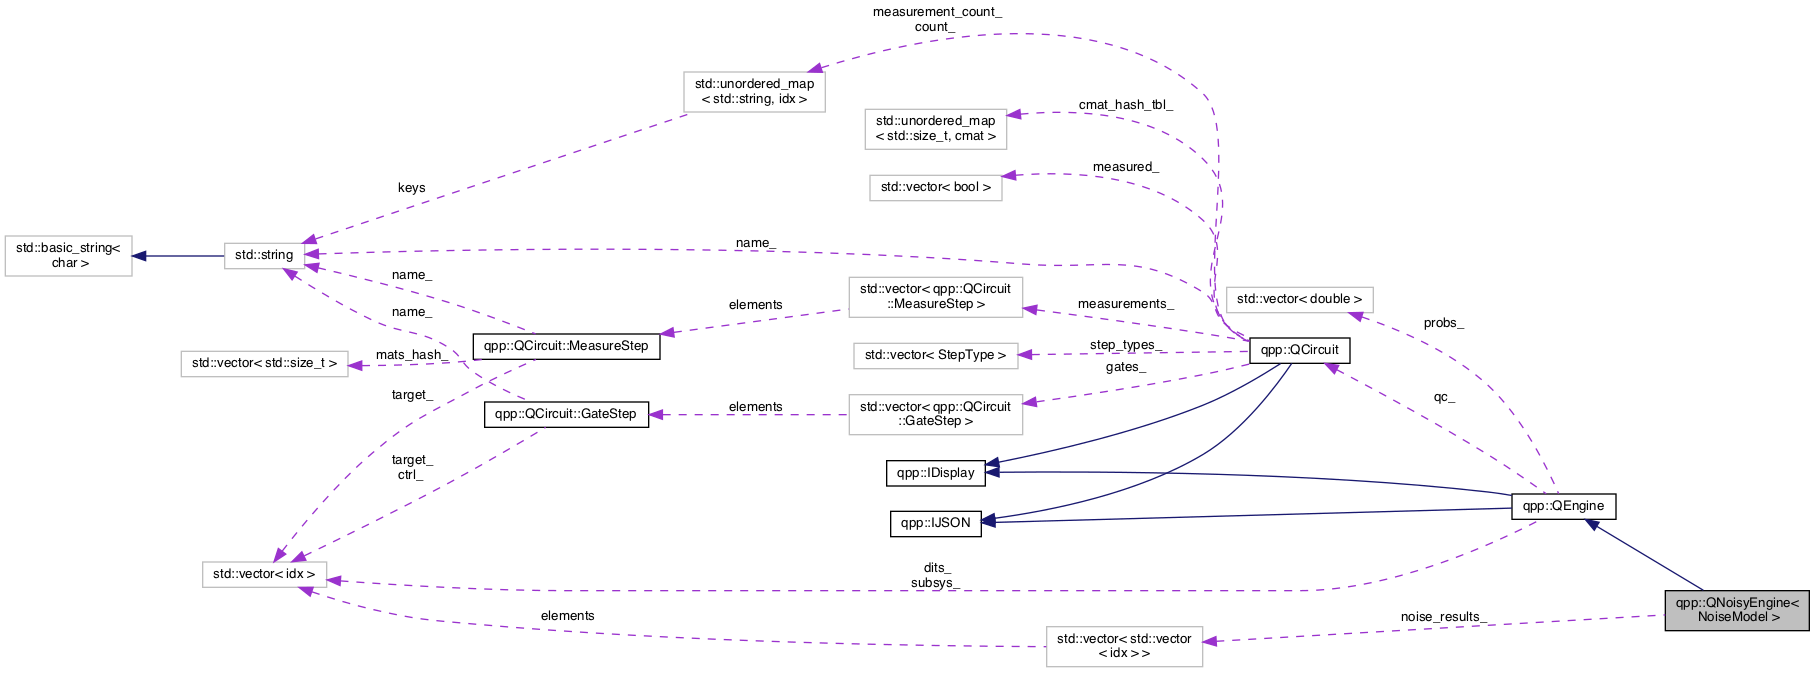 measurement_count_
count_
std::unordered_map
< std::string, idx >
cmat_hash_tbl_
std::unordered_map
< std::size_t, cmat >
measured_
std::vector< bool >
keys
std::basic_string<
char >
std::string
name_
name_
std::vector< qpp::QCircuit
::MeasureStep >
elements
measurements_
std::vector< double >
name_
probs_
qpp::QCircuit::MeasureStep
std::vector< StepType >
step_types_
qpp::QCircuit
mats_hash_
std::vector< std::size_t >
gates_
target_
qpp::QCircuit::GateStep
elements
std::vector< qpp::QCircuit
::GateStep >
qc_
target_
ctrl_
qpp::IDisplay
qpp::QEngine
qpp::IJSON
std::vector< idx >
dits_
subsys_
qpp::QNoisyEngine<
NoiseModel >
elements
noise_results_
std::vector< std::vector
< idx > >